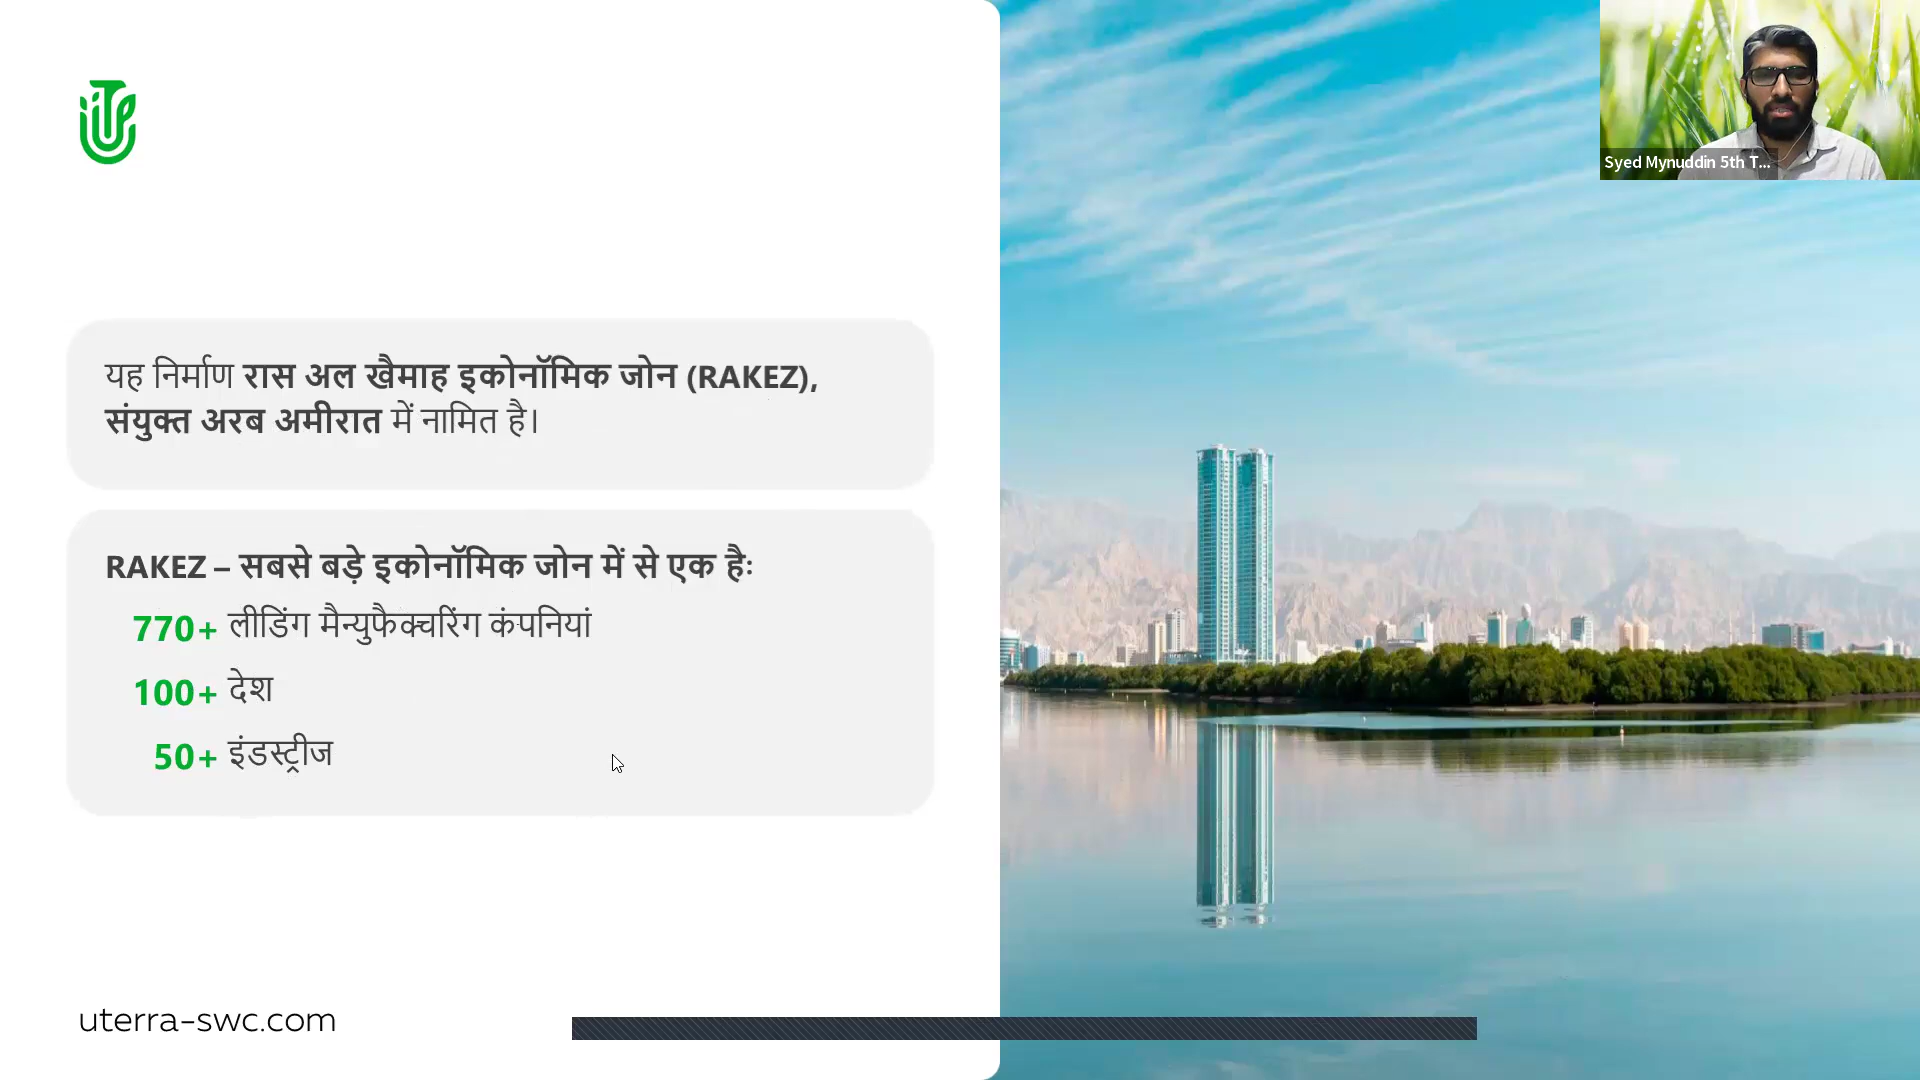 Syed Mynuddin 5th T...
यह निर्माण रास अल खैमाह इकोनॉमिक जोन (RAKEZ),
संयुक्त अरब अमीरात में नामित है।
RAKEZ – सबसे बड़े इकोनॉमिक जोन में से एक है:
770+ लीडिंग मैन्युफैक्चरिंग कंपनियां
100+ देश
50+ इंडस्ट्रीज
uterra-swc.com